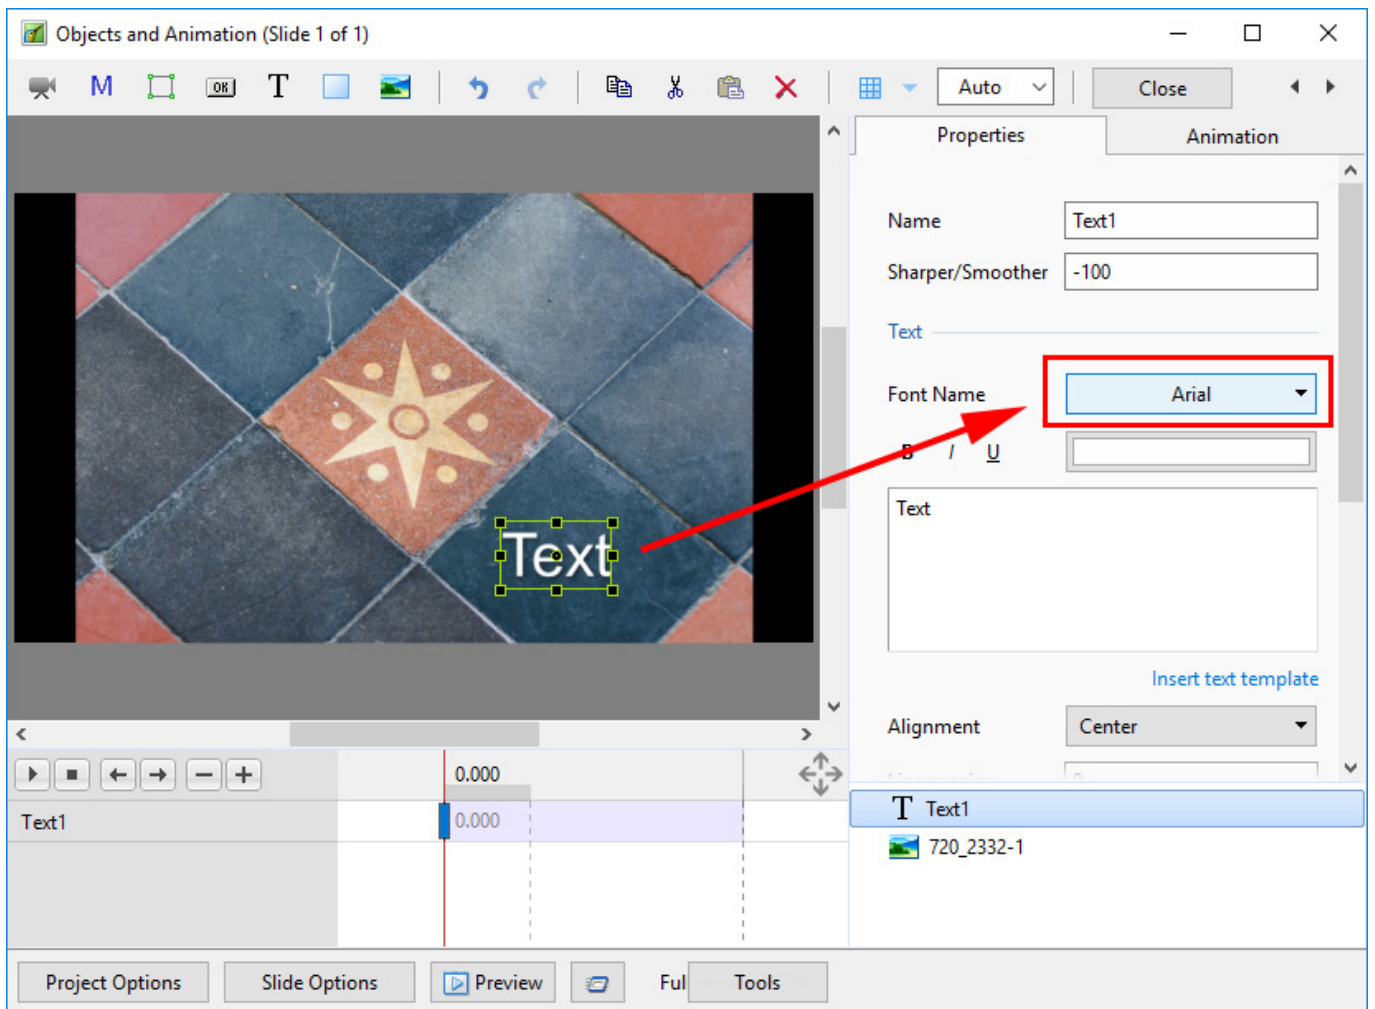 Objects and Animation (Slide 1 of 1)
M OK T Auto Close
Properties Animation
Name Text1
Sharper/Smoother -100
Text
Font Name Arial
B I U
Text
Text
Insert text template
Alignment Center
0.000
Text1 0.000
T Text1
720_2332-1
Project Options Slide Options Preview Full Tools